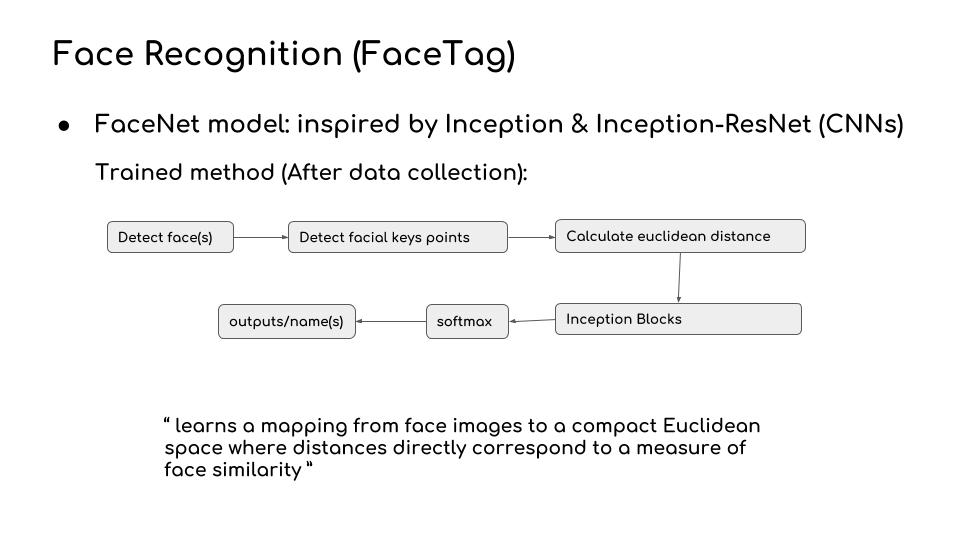 Face Recognition (FaceTag)
● FaceNet model: inspired by Inception & Inception-ResNet (CNNs)
Trained method (After data collection):
Detect face(s)
Detect facial keys points
Calculate euclidean distance
Inception Blocks
softmax
outputs/name(s)
“ learns a mapping from face images to a compact Euclidean
space where distances directly correspond to a measure of
face similarity ”